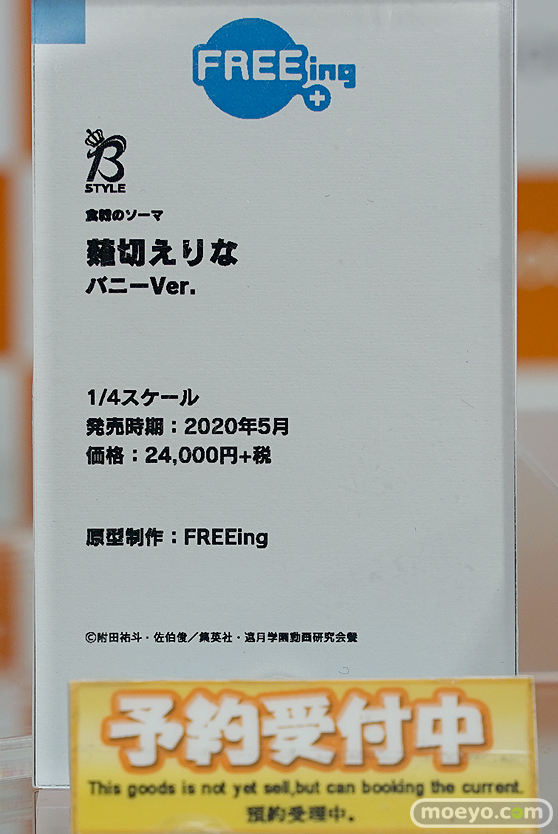 FREEing
B
STYLE
食戟のソーマ
薙切えりな
バニーVer.
1/4スケール
発売時期：2020年5月
価格：24,000円+税
原型制作：FREEing
©附田祐斗・佐伯俊／集英社・遠月学園動画研究会餐
予約受付中
This goods is not yet sell,but can booking the current.
預約受理中.
moeyo.com